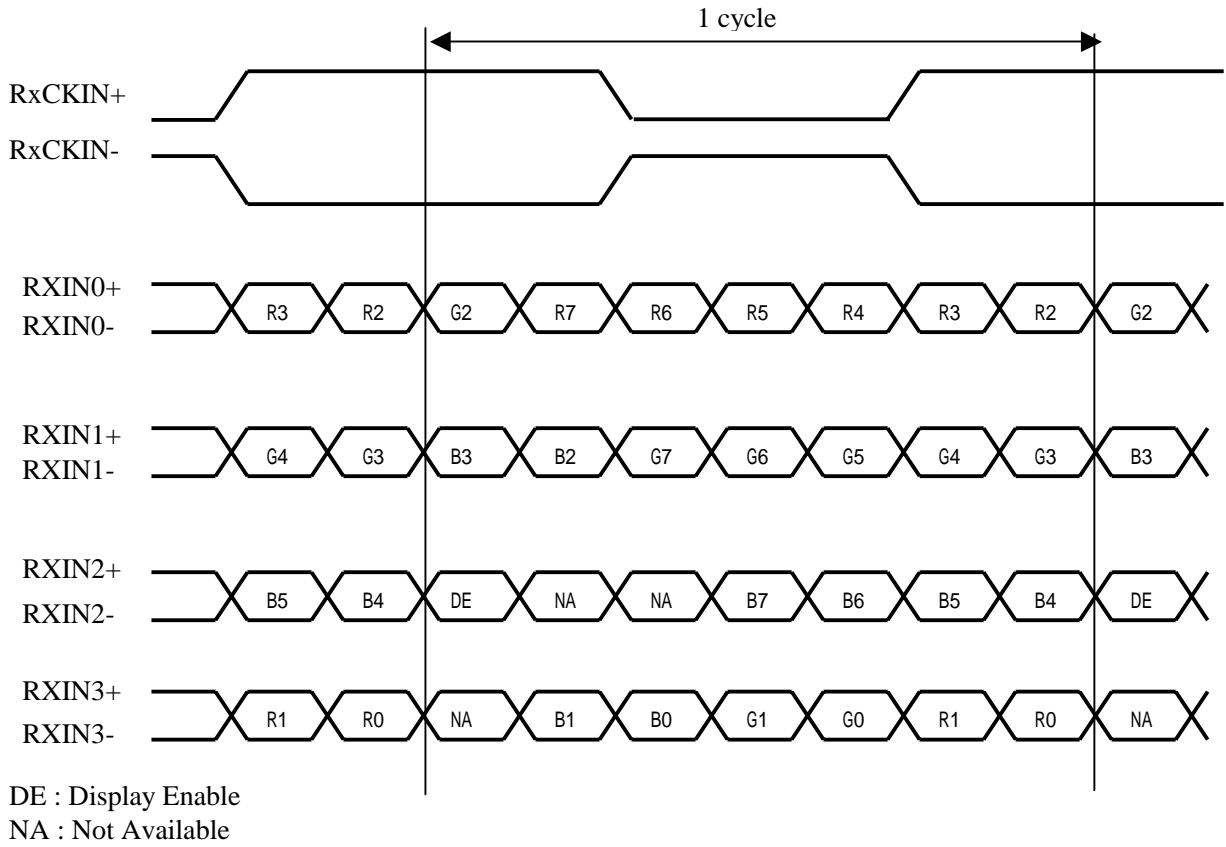 1 cycle
RxCKIN+
RxCKIN-
RXIN0+
RXIN0-
R3 R2 G2 R7 R6 R5 R4 R3 R2 G2
RXIN1+
RXIN1-
G4 G3 B3 B2 G7 G6 G5 G4 G3 B3
RXIN2+
RXIN2-
B5 B4 DE NA NA B7 B6 B5 B4 DE
RXIN3+
RXIN3-
R1 R0 NA B1 B0 G1 G0 R1 R0 NA
DE : Display Enable
NA : Not Available